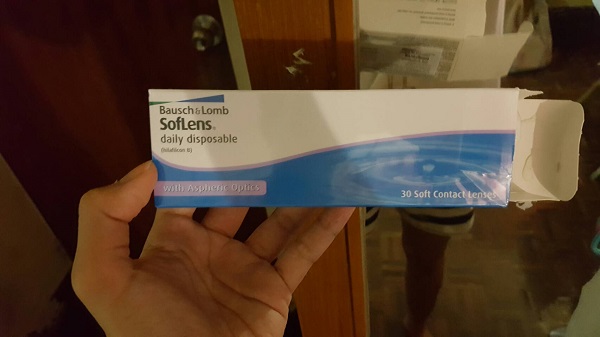 Bausch & Lomb
SofLens®
daily disposable
(hilafilcon B)
with Aspheric Optics
30 Soft Contact Lenses